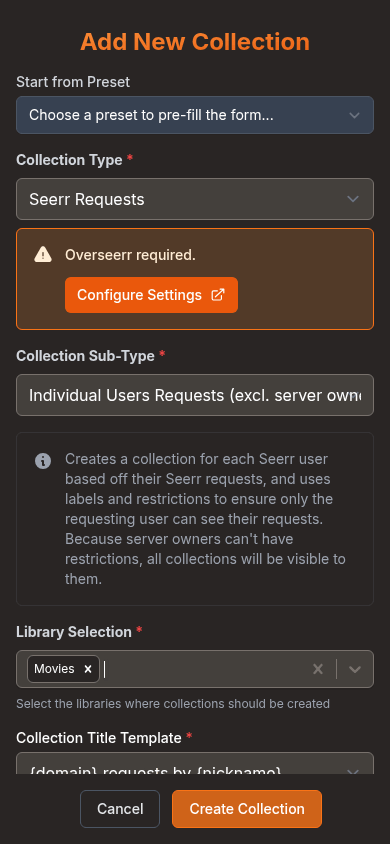 Add New Collection
Start from Preset
Choose a preset to pre-fill the form...
Collection Type *
Seerr Requests
Overseerr required.
Configure Settings
Collection Sub-Type *
Individual Users Requests (excl. server own
Creates a collection for each Seerr user
based off their Seerr requests, and uses
labels and restrictions to ensure only the
requesting user can see their requests.
Because server owners can't have
restrictions, all collections will be visible to
them.
Library Selection *
Movies
Select the libraries where collections should be created
Collection Title Template *
{domain} requests by {nickname}
Cancel
Create Collection